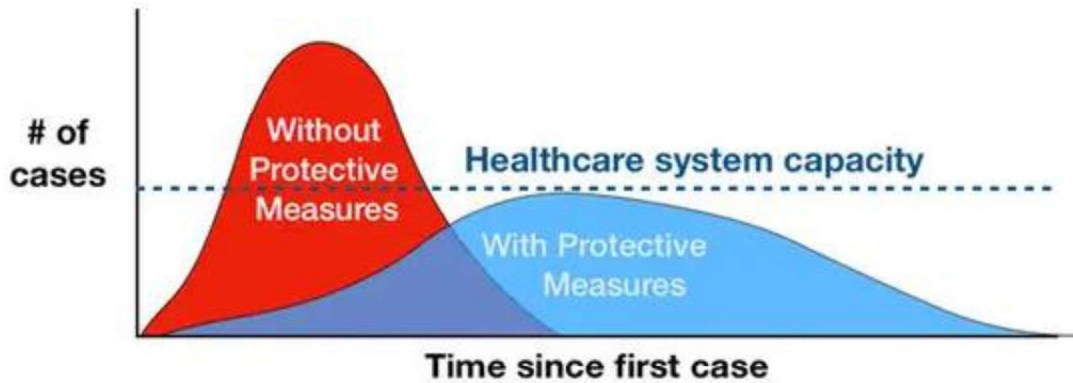 # of
cases
Without
Protective
Measures
Healthcare system capacity
With Protective
Measures
Time since first case